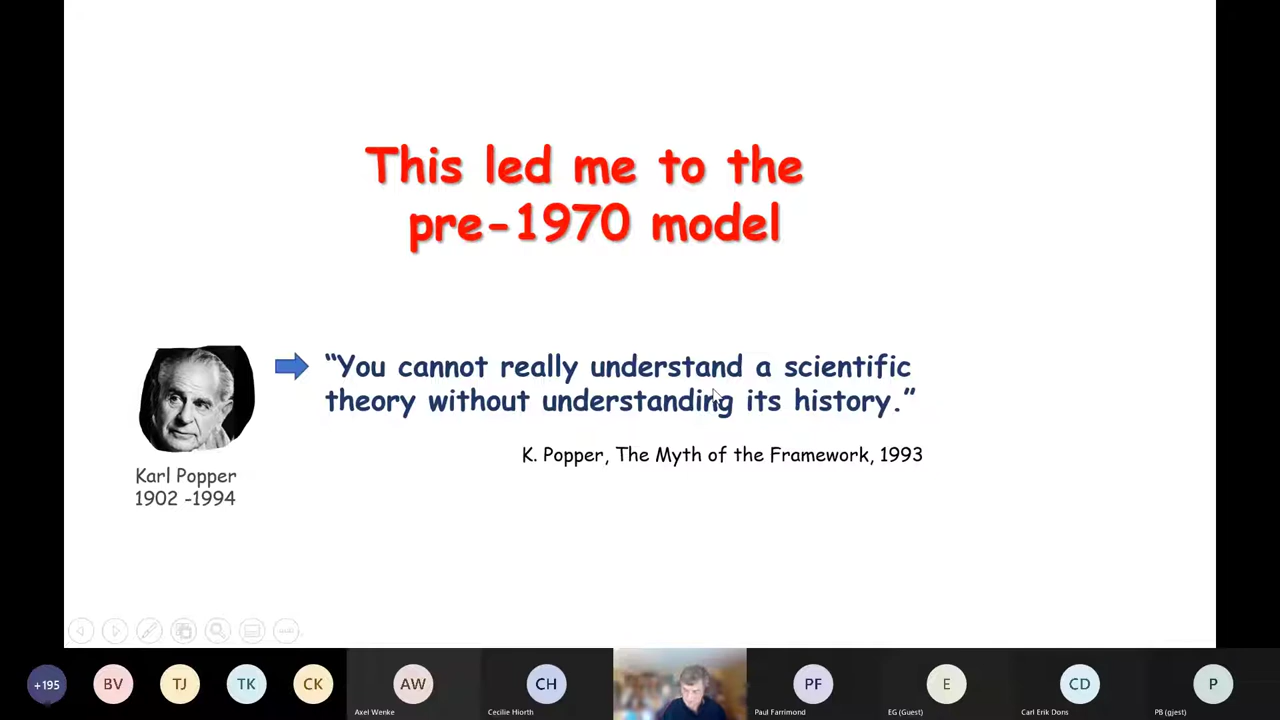 This led me to the
pre-1970 model
“You cannot really understand a scientific
theory without understanding its history.”
K. Popper, The Myth of the Framework, 1993
Karl Popper
1902 -1994
+195
BV
TJ
TK
CK
AW
Axel Wenke
CH
Cecilie Hiorth
PF
Paul Farrimond
E
EG (Guest)
CD
Carl Erik Dons
P
PB (gjest)